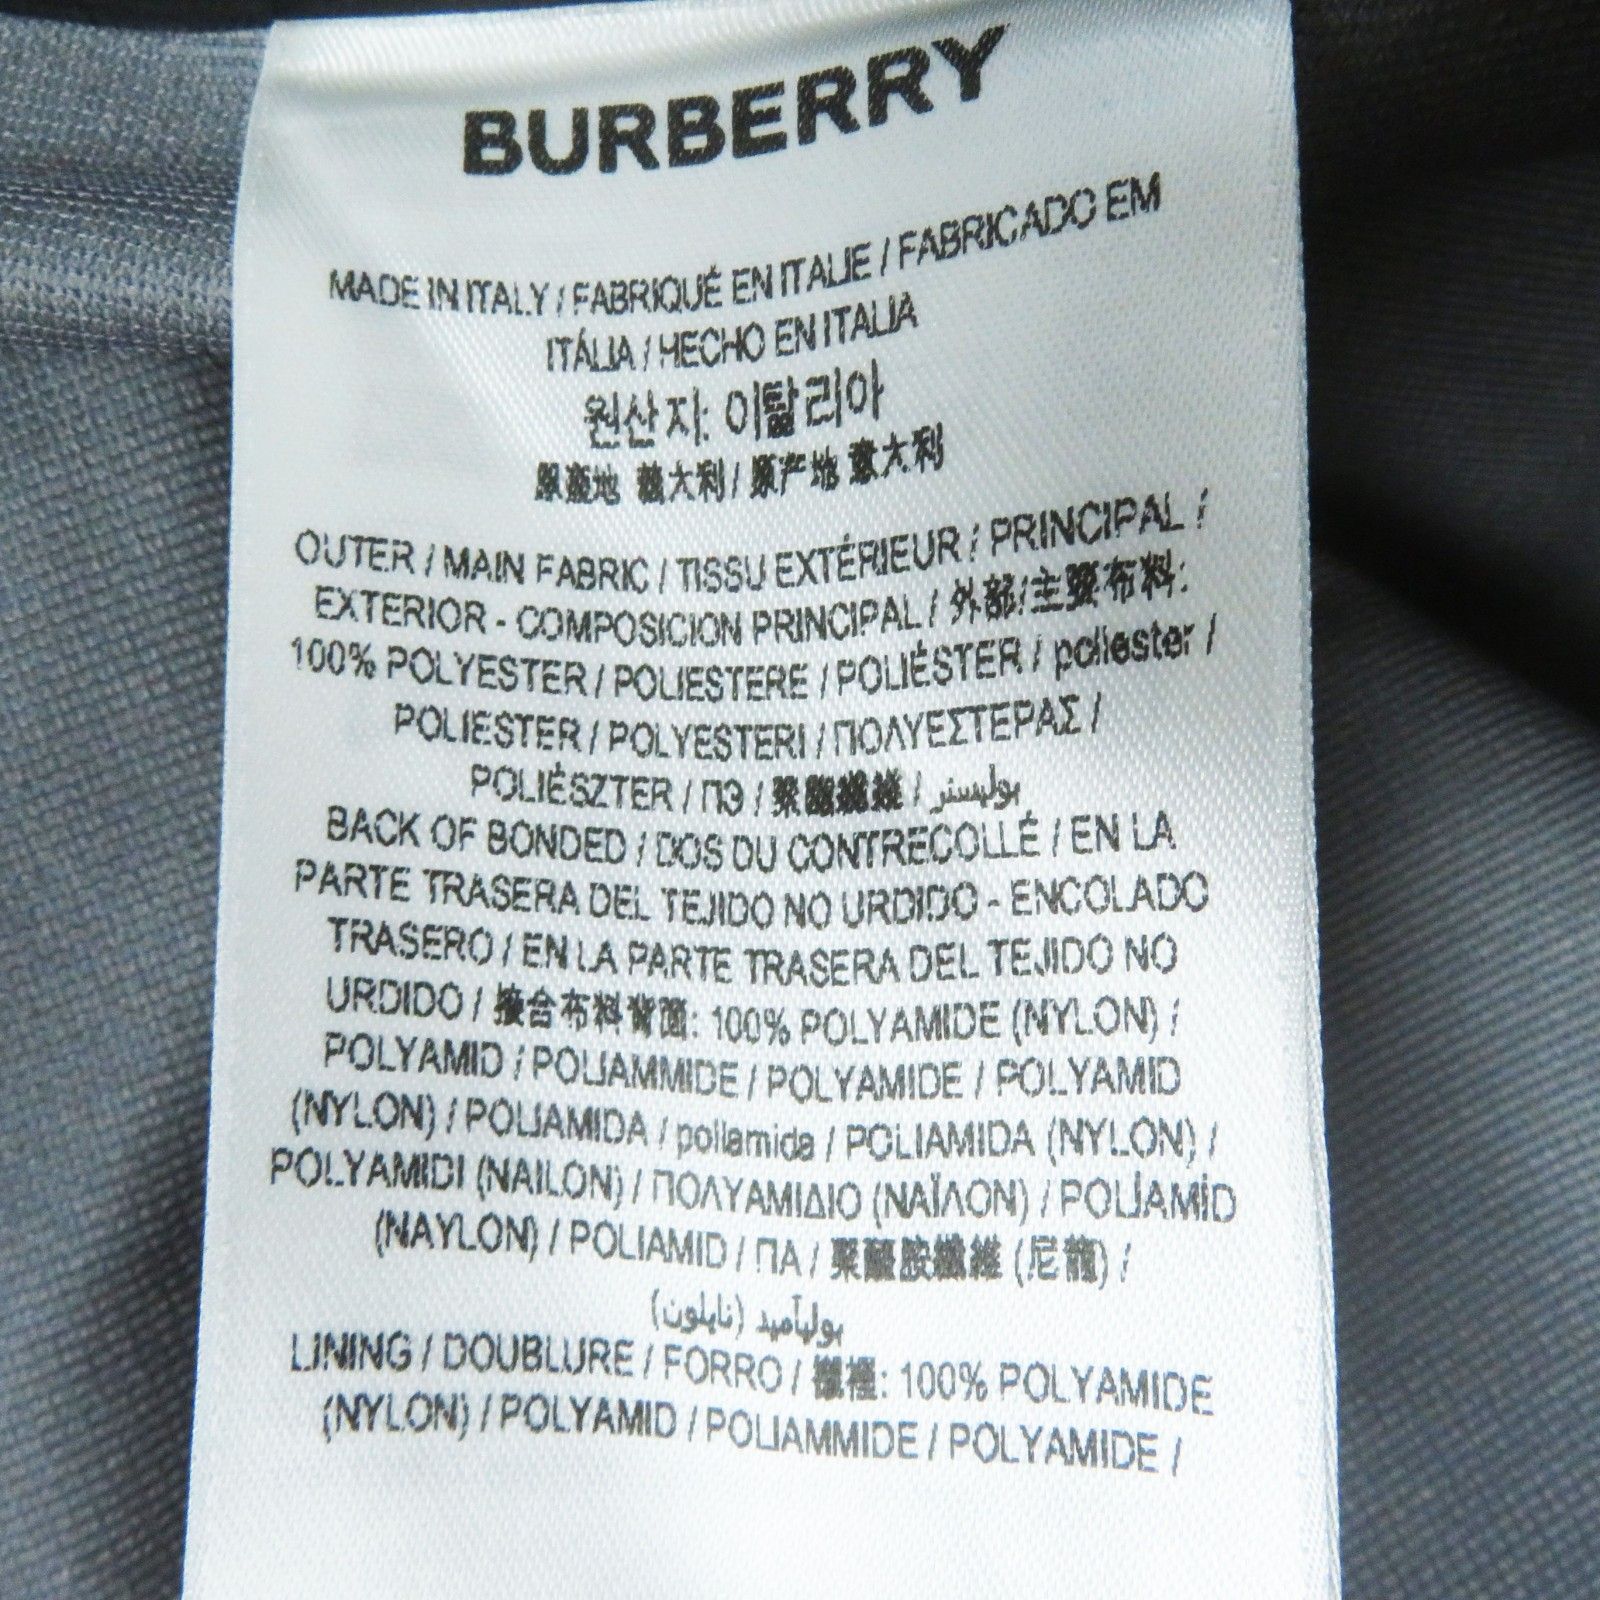 BURBERRY
MADE IN ITALY / FABRIQUÉ EN ITALIE / FABRICADO EM
ITÁLIA / HECHO EN ITALIA
원산지: 이탈리아
原產地 義大利 / 原产地 意大利
OUTER / MAIN FABRIC / TISSU EXTÉRIEUR / PRINCIPAL /
EXTERIOR - COMPOSICION PRINCIPAL / 外部/主要布料:
100% POLYESTER / POLIESTERE / POLIÉSTER / poliester /
POLIESTER / POLYESTERI / ΠΟΛΥΕΣΤΕΡΑΣ /
POLIÉSZTER / ПЭ / 聚酯纖維 / بوليستر
BACK OF BONDED / DOS DU CONTRECOLLÉ / EN LA
PARTE TRASERA DEL TEJIDO NO URDIDO - ENCOLADO
TRASERO / EN LA PARTE TRASERA DEL TEJIDO NO
URDIDO / 接合布料背面: 100% POLYAMIDE (NYLON) /
POLYAMID / POLIAMMIDE / POLYAMIDE / POLYAMID
(NYLON) / POLIAMIDA / poliamida / POLIAMIDA (NYLON) /
POLYAMIDI (NAILON) / ΠΟΛΥΑΜΙΔΙΟ (ΝΑΪΛΟΝ) / POLİAMİD
(NAYLON) / POLIAMID / ПА / 聚醯胺纖維 (尼龍) /
بوليآميد (نايلون)
LINING / DOUBLURE / FORRO / 襯裡: 100% POLYAMIDE
(NYLON) / POLYAMID / POLIAMMIDE / POLYAMIDE /